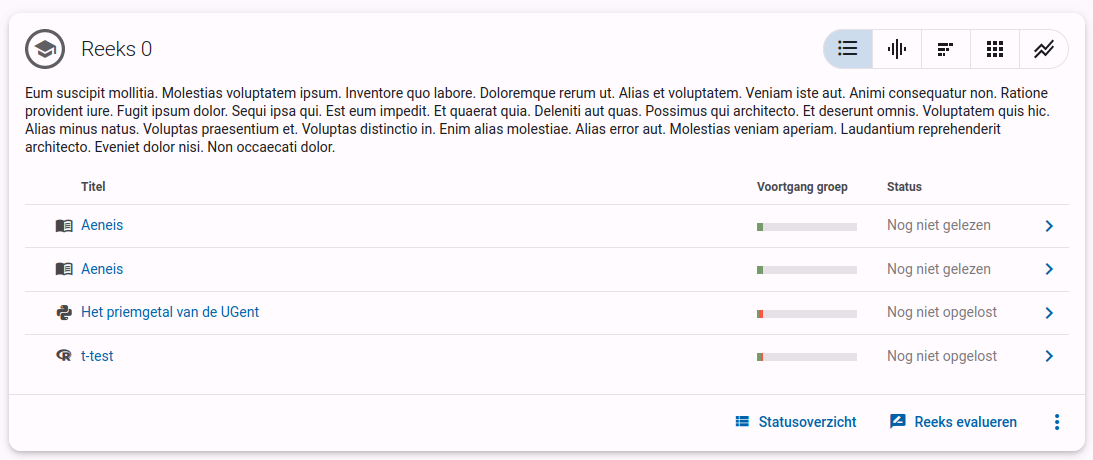 Reeks 0
Eum suscipit mollitia. Molestias voluptatem ipsum. Inventore quo labore. Doloremque rerum ut. Alias et voluptatem. Veniam iste aut. Animi consequatur non. Ratione
provident iure. Fugit ipsum dolor. Sequi ipsa qui. Est eum impedit. Et quaerat quia. Deleniti aut quas. Possimus qui architecto. Et deserunt omnis. Voluptatem quis hic.
Alias minus natus. Voluptas praesentium et. Voluptas distinctio in. Enim alias molestiae. Alias error aut. Molestias veniam aperiam. Laudantium reprehenderit
architecto. Eveniet dolor nisi. Non occaecati dolor.
Titel Voortgang groep Status
Aeneis Nog niet gelezen
Aeneis Nog niet gelezen
Het priemgetal van de UGent Nog niet opgelost
t-test Nog niet opgelost
Statusoverzicht Reeks evalueren